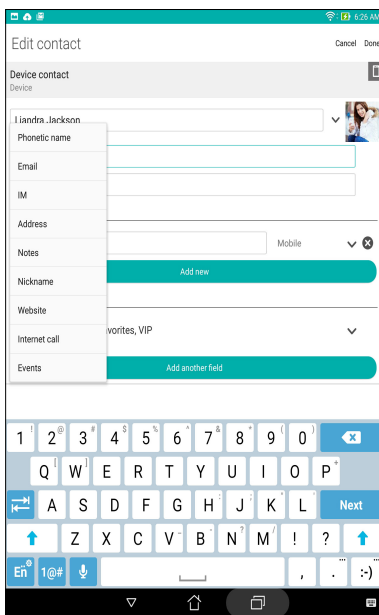 6:26 AM
Edit contact
Cancel Done
Device contact
Device
Liandra Jackson
Phonetic name
Email
IM
Address
Notes
Mobile
Add new
Nickname
Website
Internet call
vorites, VIP
Events
Add another field
1 ! 2 @ 3 # 4 $ 5 % 6 ^ 7 & 8 * 9 ( 0 )
Q [ W ] E R T Y U I O P +
A S D F G H : J ; K " L ' Next
Z X C V - B N ? M / ! ?
En 1@# , . ... :-) ...